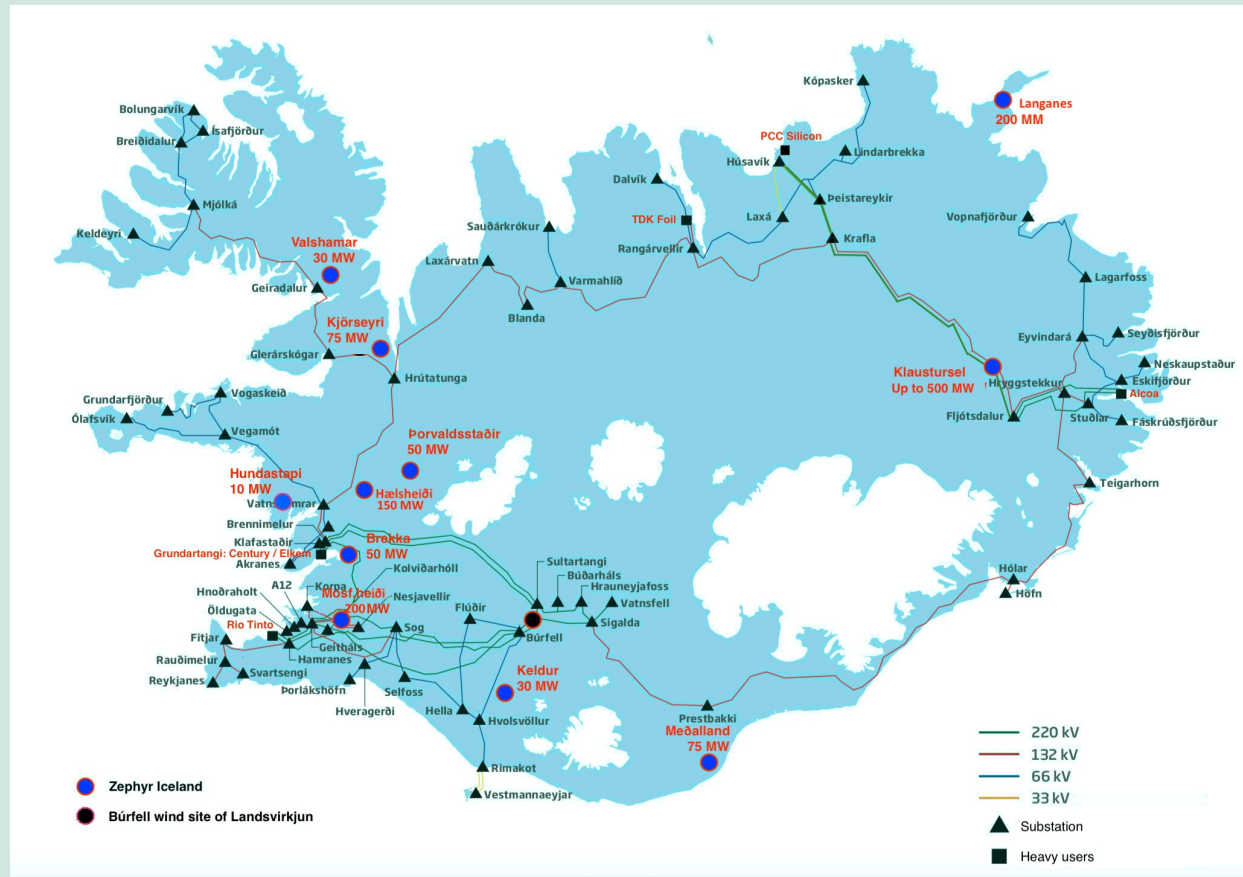 Kópasker
Langanes
200 MM
Bolungarvík
Ísafjörður
Breiðidalur
PCC Silicon
Húsavík
Lindarbrekka
Dalvík
Mjólká
Þeistareykir
Keldeyri
TDK Foil
Laxá
Vopnafjörður
Sauðárkrókur
Valshamar
30 MW
Rangárvellir
Krafla
Laxárvatn
Geiradalur
Varmahlíð
Lagarfoss
Blanda
Kjörseyri
75 MW
Eyvindará
Seyðisfjörður
Glerárskógar
Neskaupstaður
Klaustursel
Up to 500 MW
Hryggstekkur
Eskifjörður
Hrútatunga
Alcoa
Vogaskeið
Grundarfjörður
Ólafsvík
Fljótsdalur
Stuðlar
Fáskrúðsfjörður
Vegamót
Þorvaldsstaðir
50 MW
Hundastapi
10 MW
Teigarhorn
Hælsheiði
150 MW
Brennimelur
Klafastaðir
Brekka
50 MW
Grundartangi: Century / Elkem
Akranes
Kolviðarhóll
Sultartangi
Búðarháls
Hrauneyjafoss
Hólar
Höfn
A12
Korpa
Hnoðraholt
Mosf.heiði
200 MW
Nesjavellir
Flúðir
Vatnsfell
Öldugata
Rio Tinto
Sog
Sigalda
Fitjar
Búrfell
Geitháls
Hamranes
Rauðimelur
Svartsengi
Keldur
30 MW
Reykjanes
Þorlákshöfn
Selfoss
Hveragerði
Hella
Hvolsvöllur
Prestbakki
Meðalland
75 MW
Rimakot
Vestmannaeyjar
Zephyr Iceland
Búrfell wind site of Landsvirkjun
220 kV
132 kV
66 kV
33 kV
Substation
Heavy users